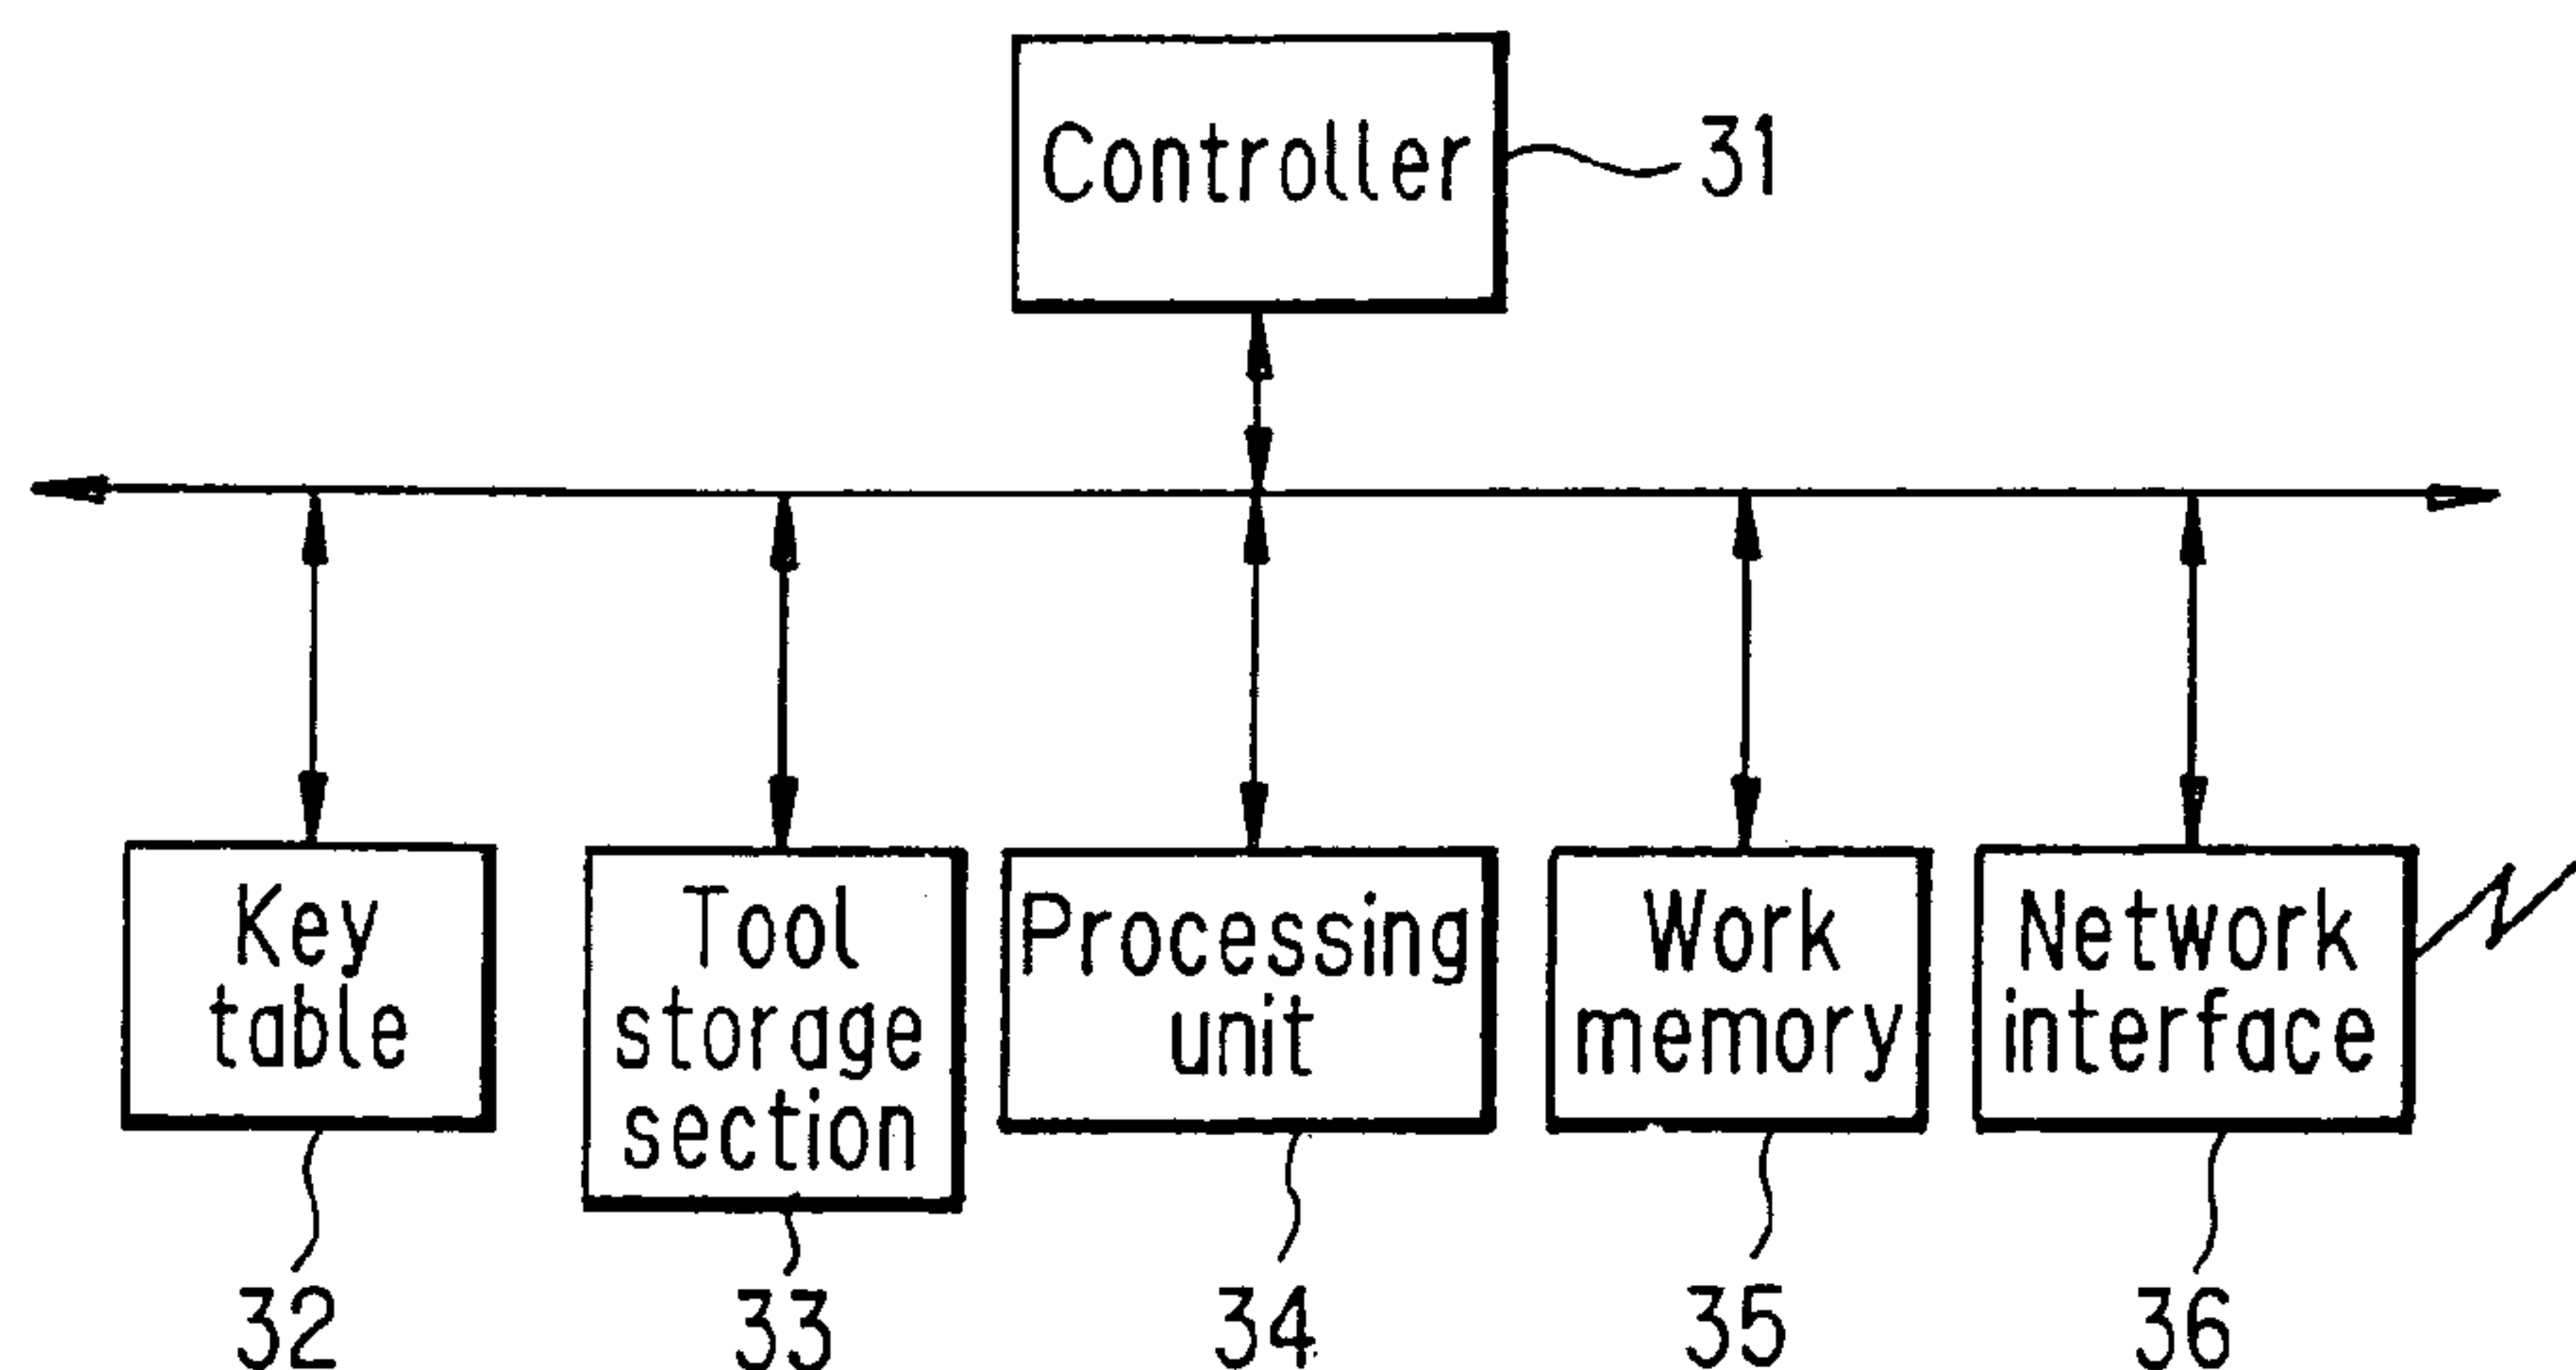 Controller
31
Key
table
Tool
storage
section
Processing
unit
Work
memory
Network
interface
32
33
34
35
36